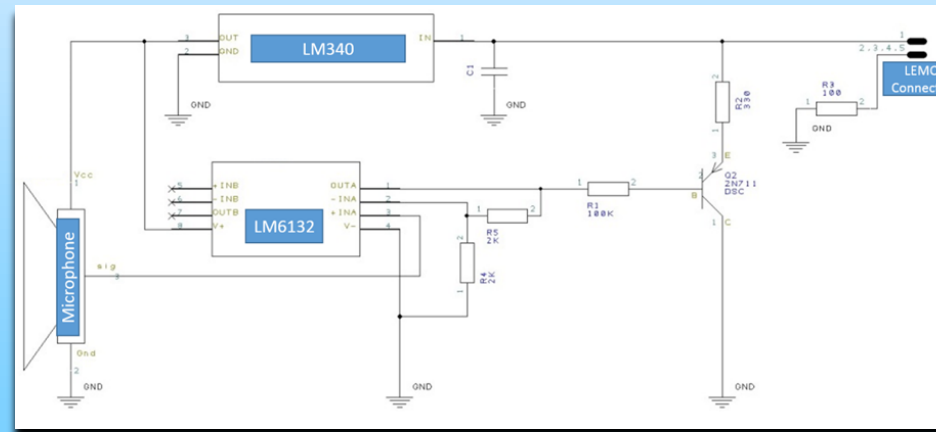 3 OUT
2 GND
LM340
IN 1
1
2.3.4.5
LEMO
Connect
C1
GND
GND
2
R2
330
1
R3
100
1
2
GND
Vcc
1
5 +INB
6 -INB
7 OUTB
8 V+
LM6132
OUTA 1
-INA 2
+INA 3
V- 4
1
2
R5
2K
1
2
R1
100K
3 E
2
B
Q2
2N711
DSC
1 C
2
R4
2K
1
Microphone
sig
3
Gnd
2
GND
GND
GND